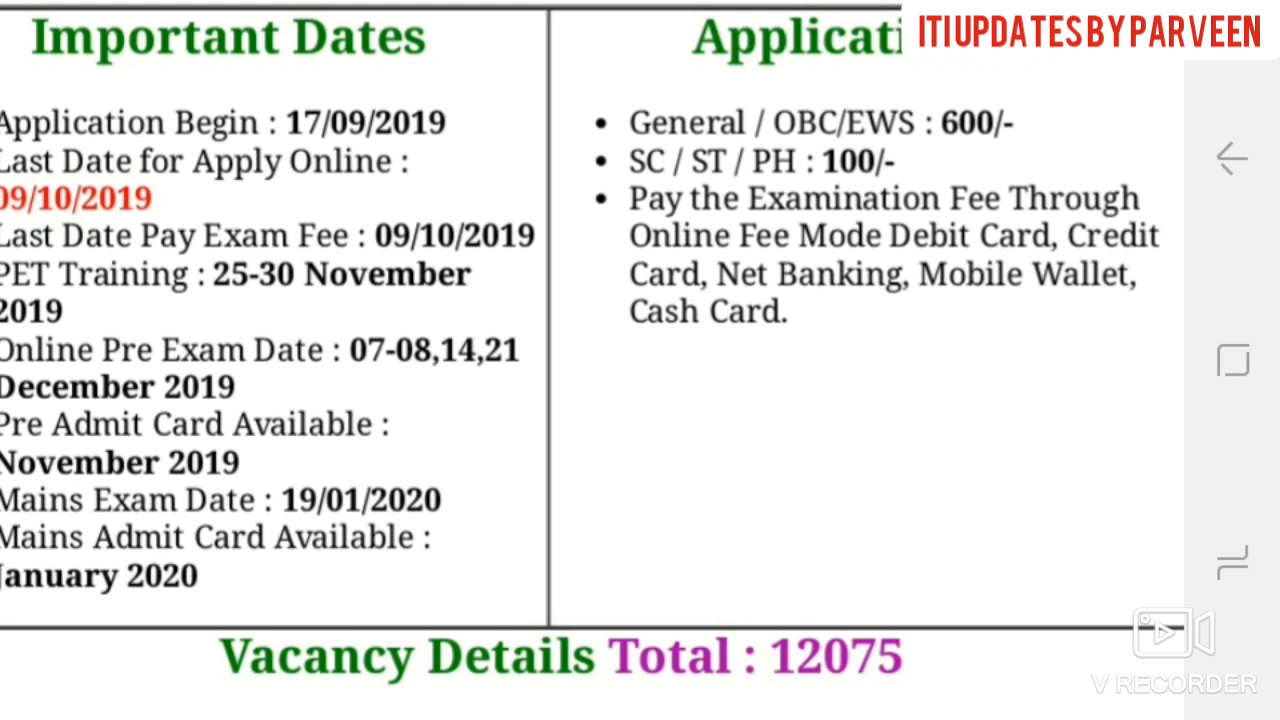 Important Dates
Application Begin : 17/09/2019
Last Date for Apply Online :
09/10/2019
Last Date Pay Exam Fee : 09/10/2019
PET Training : 25-30 November
2019
Online Pre Exam Date : 07-08,14,21
December 2019
Pre Admit Card Available :
November 2019
Mains Exam Date : 19/01/2020
Mains Admit Card Available :
January 2020
Applicati
ITI UPDATES BY PARVEEN
• General / OBC/EWS : 600/-
• SC / ST / PH : 100/-
• Pay the Examination Fee Through
Online Fee Mode Debit Card, Credit
Card, Net Banking, Mobile Wallet,
Cash Card.
Vacancy Details Total : 12075
V RECORDER